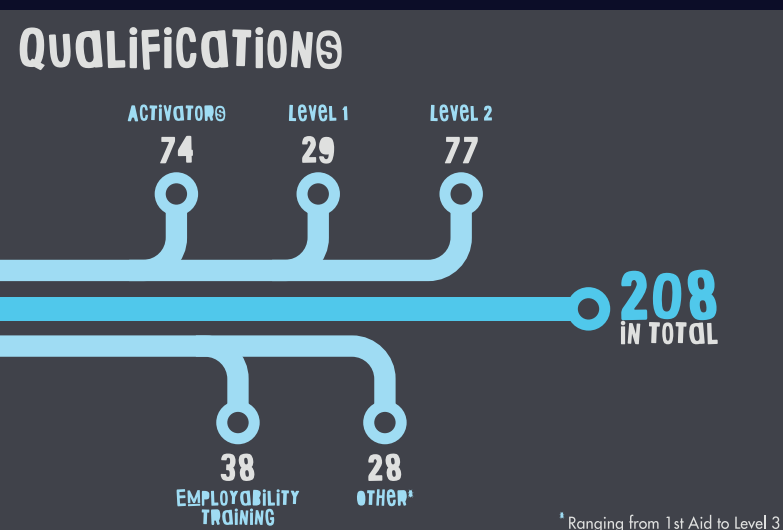 QUALIFICATIONS
ACTIVATORS
LEVEL 1
LEVEL 2
74
29
77
208
IN TOTAL
38
28
EMPLOYABILITY
TRAINING
OTHER*
* Ranging from 1st Aid to Level 3